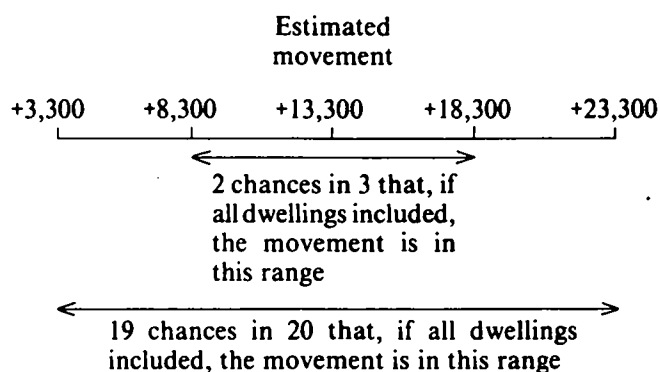 Estimated
movement
+3,300 +8,300 +13,300 +18,300 +23,300
2 chances in 3 that, if
all dwellings included,
the movement is in
this range
19 chances in 20 that, if all dwellings
included, the movement is in this range